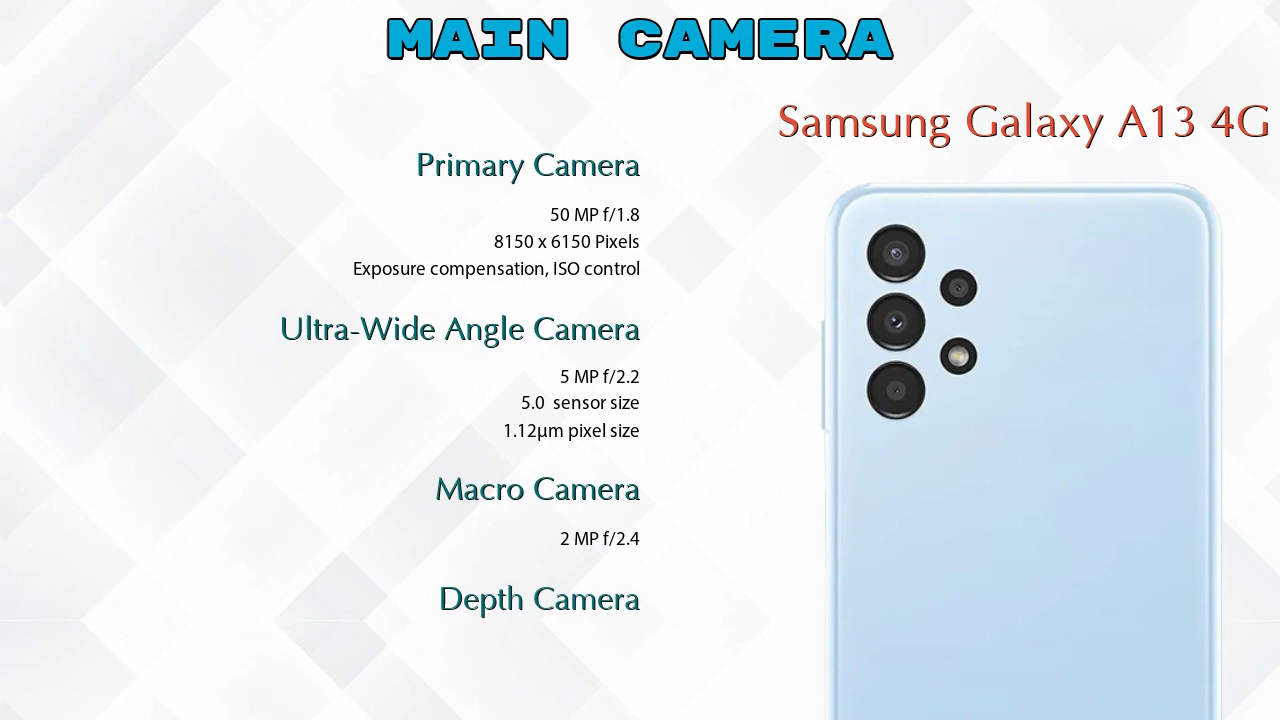 MAIN CAMERA
Samsung Galaxy A13 4G
Primary Camera
50 MP f/1.8
8150 x 6150 Pixels
Exposure compensation, ISO control
Ultra-Wide Angle Camera
5 MP f/2.2
5.0 sensor size
1.12µm pixel size
Macro Camera
2 MP f/2.4
Depth Camera